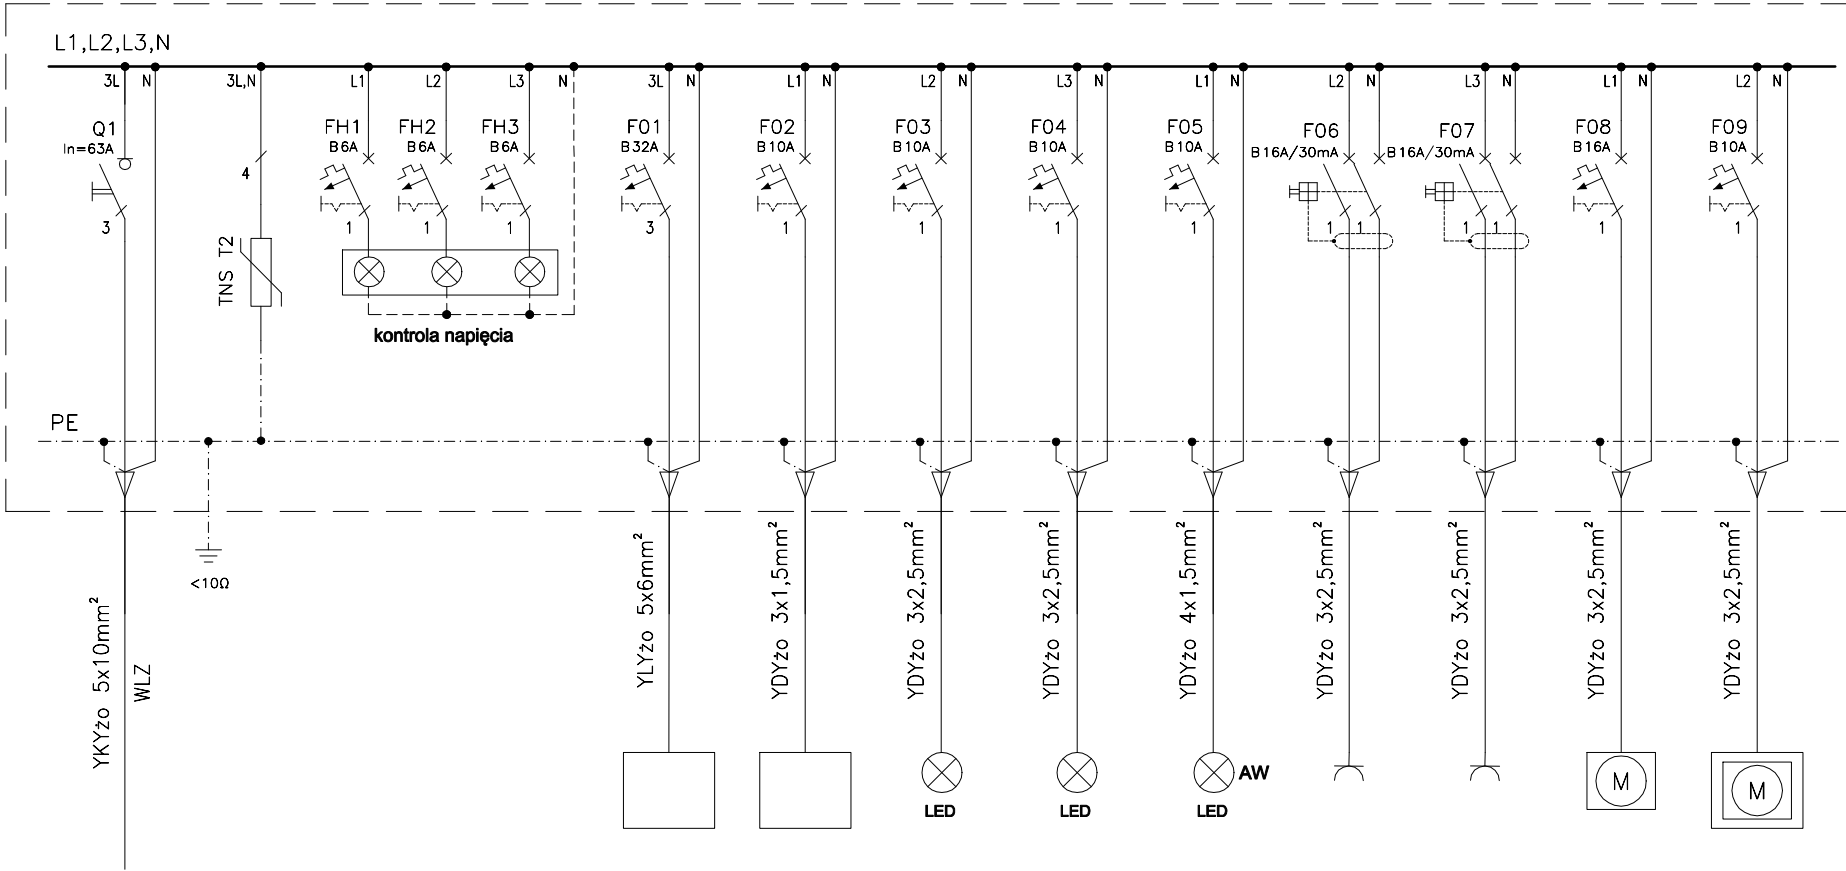 L1,L2,L3,N
3L N 3L,N L1 L2 L3 N 3L N L1 N L2 N L3 N L1 N L2 N L3 N L1 N L2 N
Q1
In=63A
3
4
TNS T2
FH1
B6A
1
FH2
B6A
1
FH3
B6A
1
kontrola napięcia
F01
B32A
3
F02
B10A
1
F03
B10A
1
F04
B10A
1
F05
B10A
1
F06
B16A/30mA
1 1
F07
B16A/30mA
1 1
F08
B16A
1
F09
B10A
1
PE
<10Ω
YKYżo 5x10mm²
WLZ
YLYżo 5x6mm²
YDYżo 3x1,5mm²
YDYżo 3x2,5mm²
YDYżo 3x2,5mm²
YDYżo 4x1,5mm²
YDYżo 3x2,5mm²
YDYżo 3x2,5mm²
YDYżo 3x2,5mm²
YDYżo 3x2,5mm²
LED
LED
AW
LED
M
M